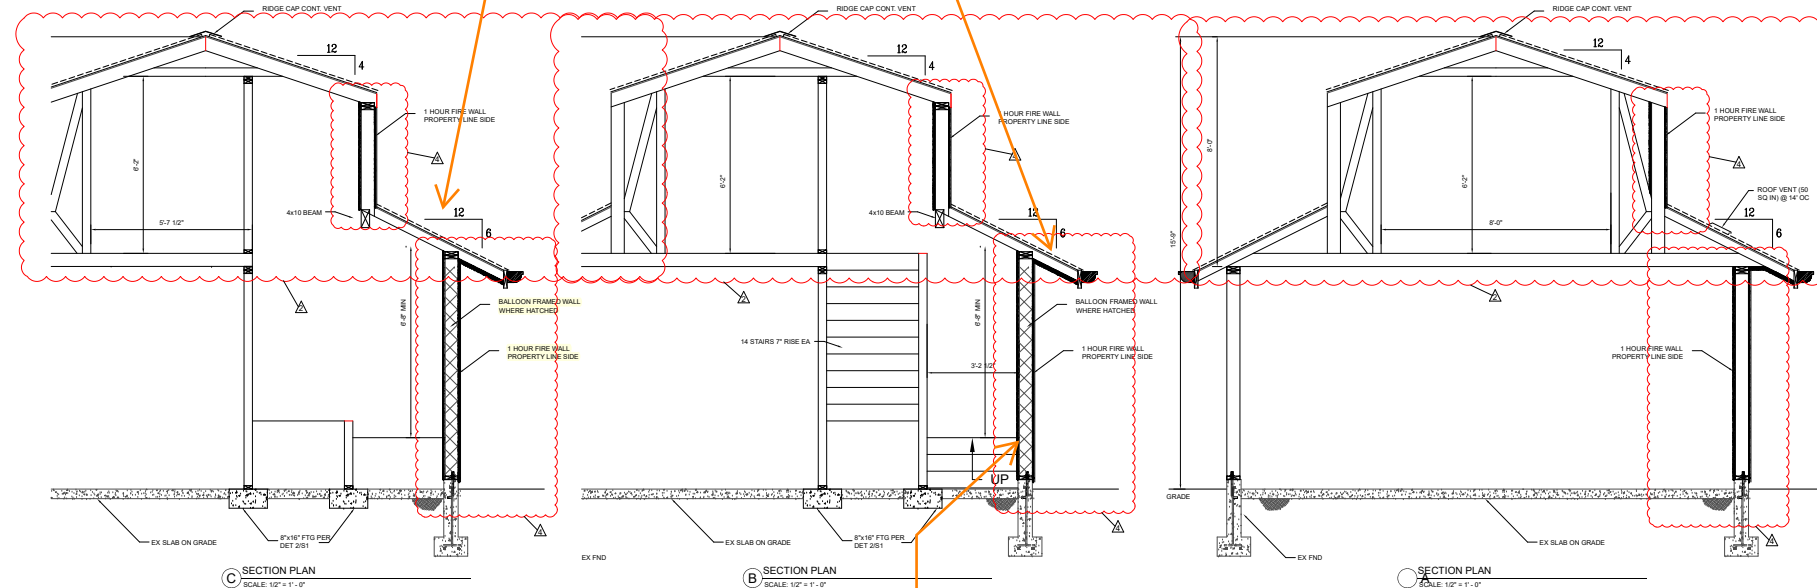 RIDGE CAP CONT. VENT
12
4
1 HOUR FIRE WALL
PROPERTY LINE SIDE
4
6'-2"
5'-7 1/2"
4x10 BEAM
12
6
2
6'-8" MIN
BALLOON FRAMED WALL
WHERE HATCHED
1 HOUR FIRE WALL
PROPERTY LINE SIDE
EX SLAB ON GRADE
8"x16" FTG PER
DET 2/S1
4
C
SECTION PLAN
SCALE: 1/2" = 1' - 0"
RIDGE CAP CONT. VENT
12
4
HOUR FIRE WALL
PROPERTY LINE SIDE
6'-2"
4x10 BEAM
12
6
2
6'-8" MIN
BALLOON FRAMED WALL
WHERE HATCHED
14 STAIRS 7" RISE EA
1 HOUR FIRE WALL
PROPERTY LINE SIDE
3'-2 1/2"
UP
EX FND
EX SLAB ON GRADE
8"x16" FTG PER
DET 2/S1
4
B
SECTION PLAN
SCALE: 1/2" = 1' - 0"
RIDGE CAP CONT. VENT
12
4
1 HOUR FIRE WALL
PROPERTY LINE SIDE
4
8'-0"
6'-2"
ROOF VENT (50
SQ IN) @ 14' OC
12
6
15'-9"
8'-0"
2
1 HOUR FIRE WALL
PROPERTY LINE SIDE
GRADE
EX FND
EX SLAB ON GRADE
4
A
SECTION PLAN
SCALE: 1/2" = 1' - 0"